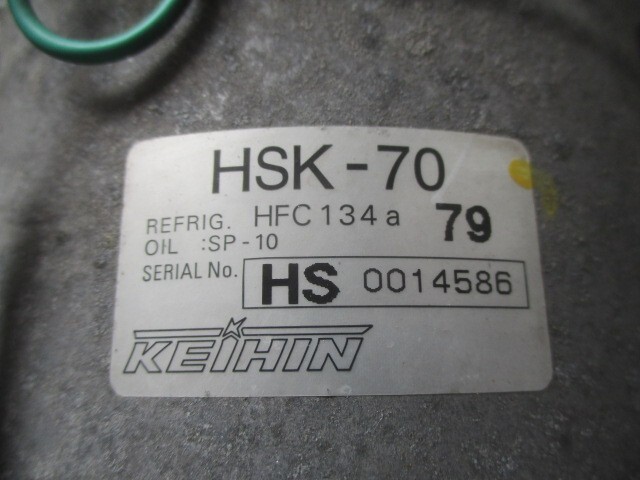 HSK-70
REFRIG. HFC134a 79
OIL :SP-10
SERIAL No. HS 0014586
KEIHIN